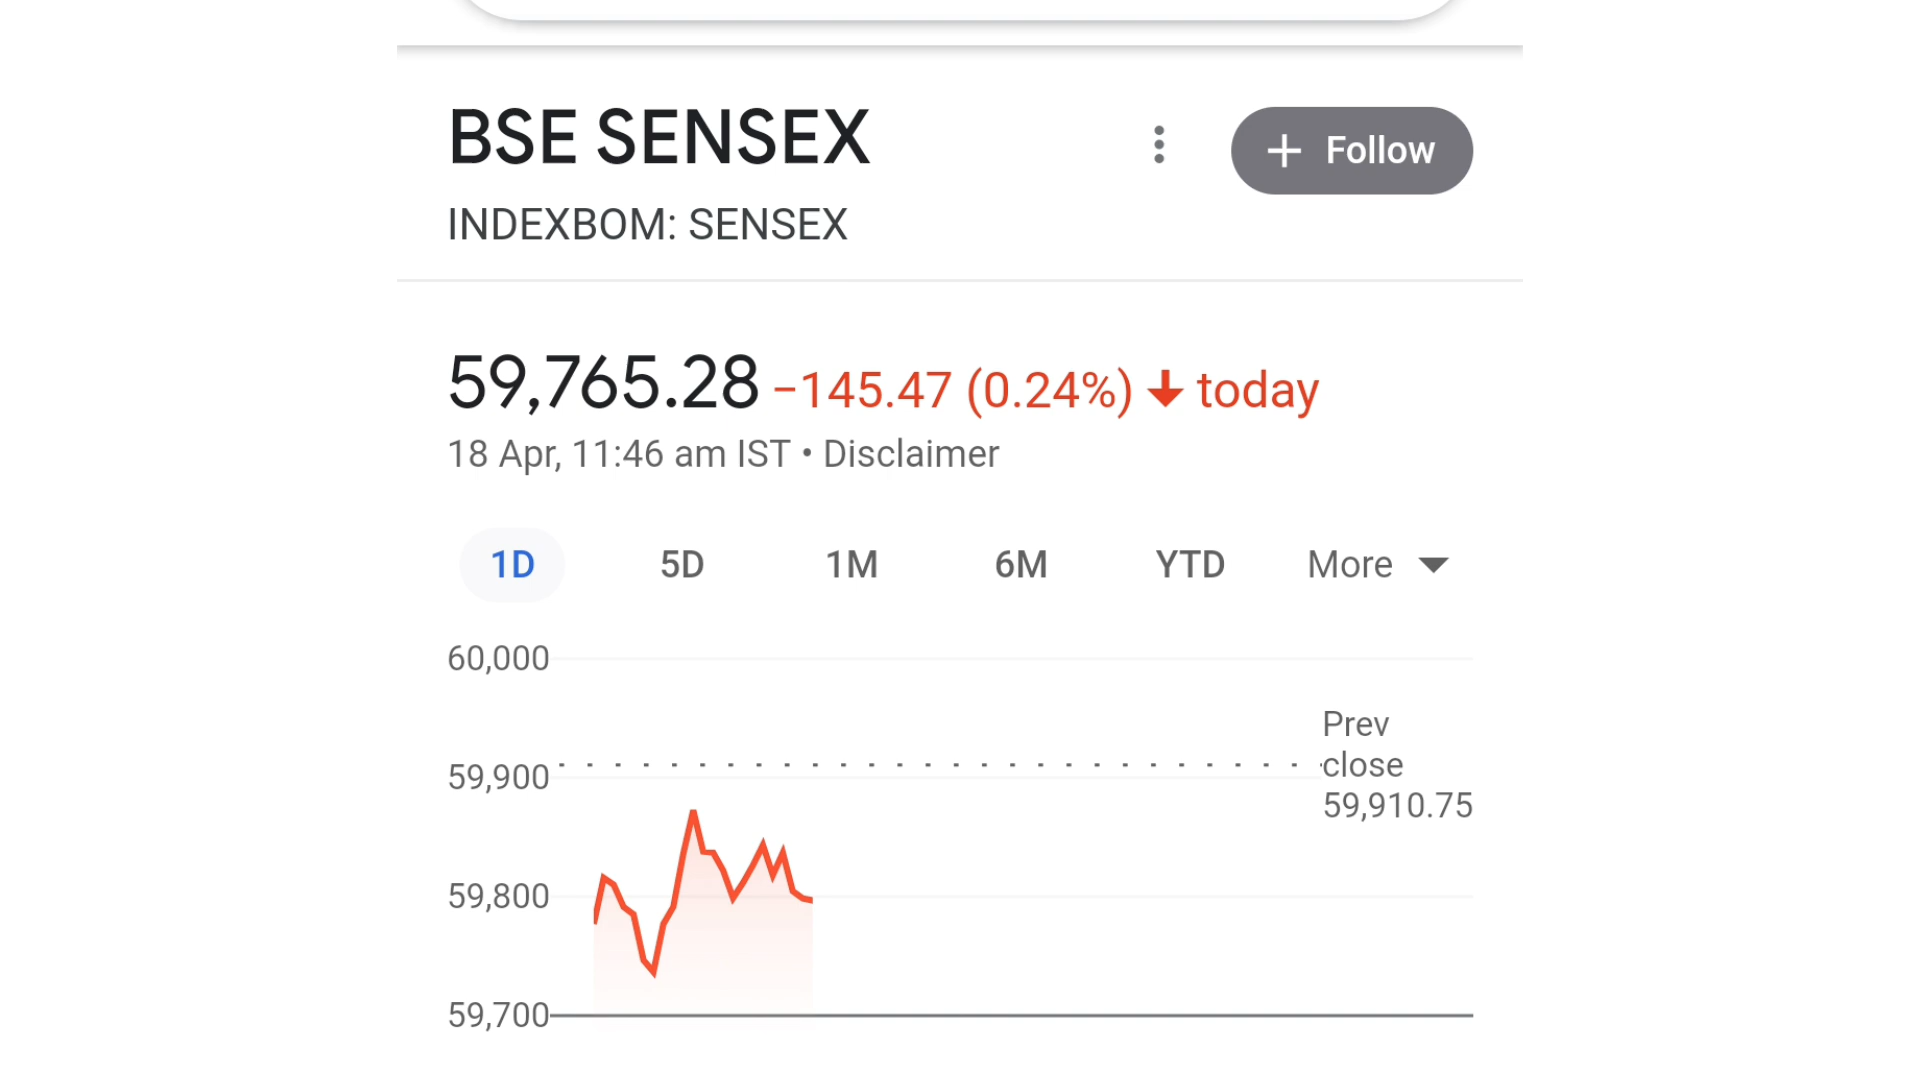 BSE SENSEX
+ Follow
INDEXBOM: SENSEX
59,765.28 −145.47 (0.24%) ↓ today
18 Apr, 11:46 am IST • Disclaimer
1D 5D 1M 6M YTD More
60,000
Prev
close
59,910.75
59,900
59,800
59,700